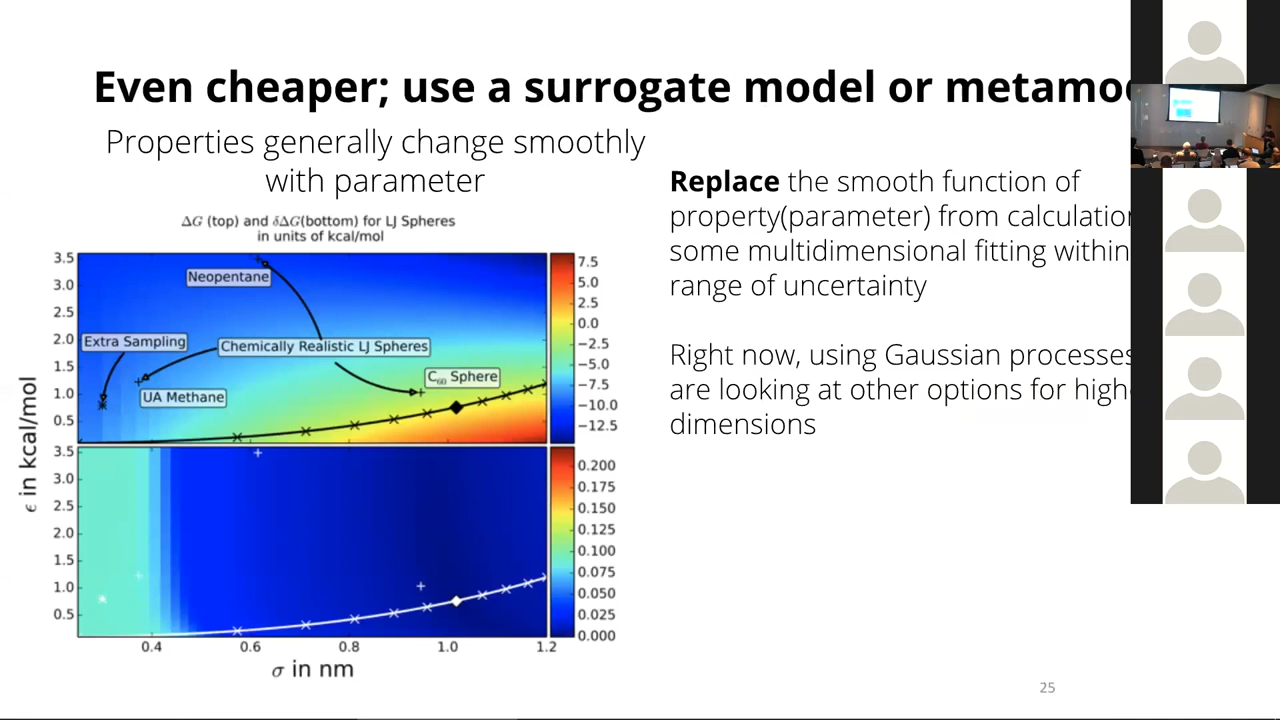 Even cheaper; use a surrogate model or
Properties generally change smoothly
with parameter
ΔG (top) and δΔG(bottom) for LJ Spheres
in units of kcal/mol
3.5
3.0
2.5
2.0
1.5
1.0
0.5
Neopentane
Extra Sampling
Chemically Realistic LJ Spheres
UA Methane
C60 Sphere
7.5
5.0
2.5
0.0
−2.5
−5.0
−7.5
−10.0
−12.5
ϵ in kcal/mol
3.5
3.0
2.5
2.0
1.5
1.0
0.5
0.200
0.175
0.150
0.125
0.100
0.075
0.050
0.025
0.000
0.4
0.6
0.8
1.0
1.2
σ in nm
Replace the smooth function of
property(parameter) from
some multidimensional fitting within
range of uncertainty
Right now, using Gaussian processes
are looking at other options for
dimensions
25